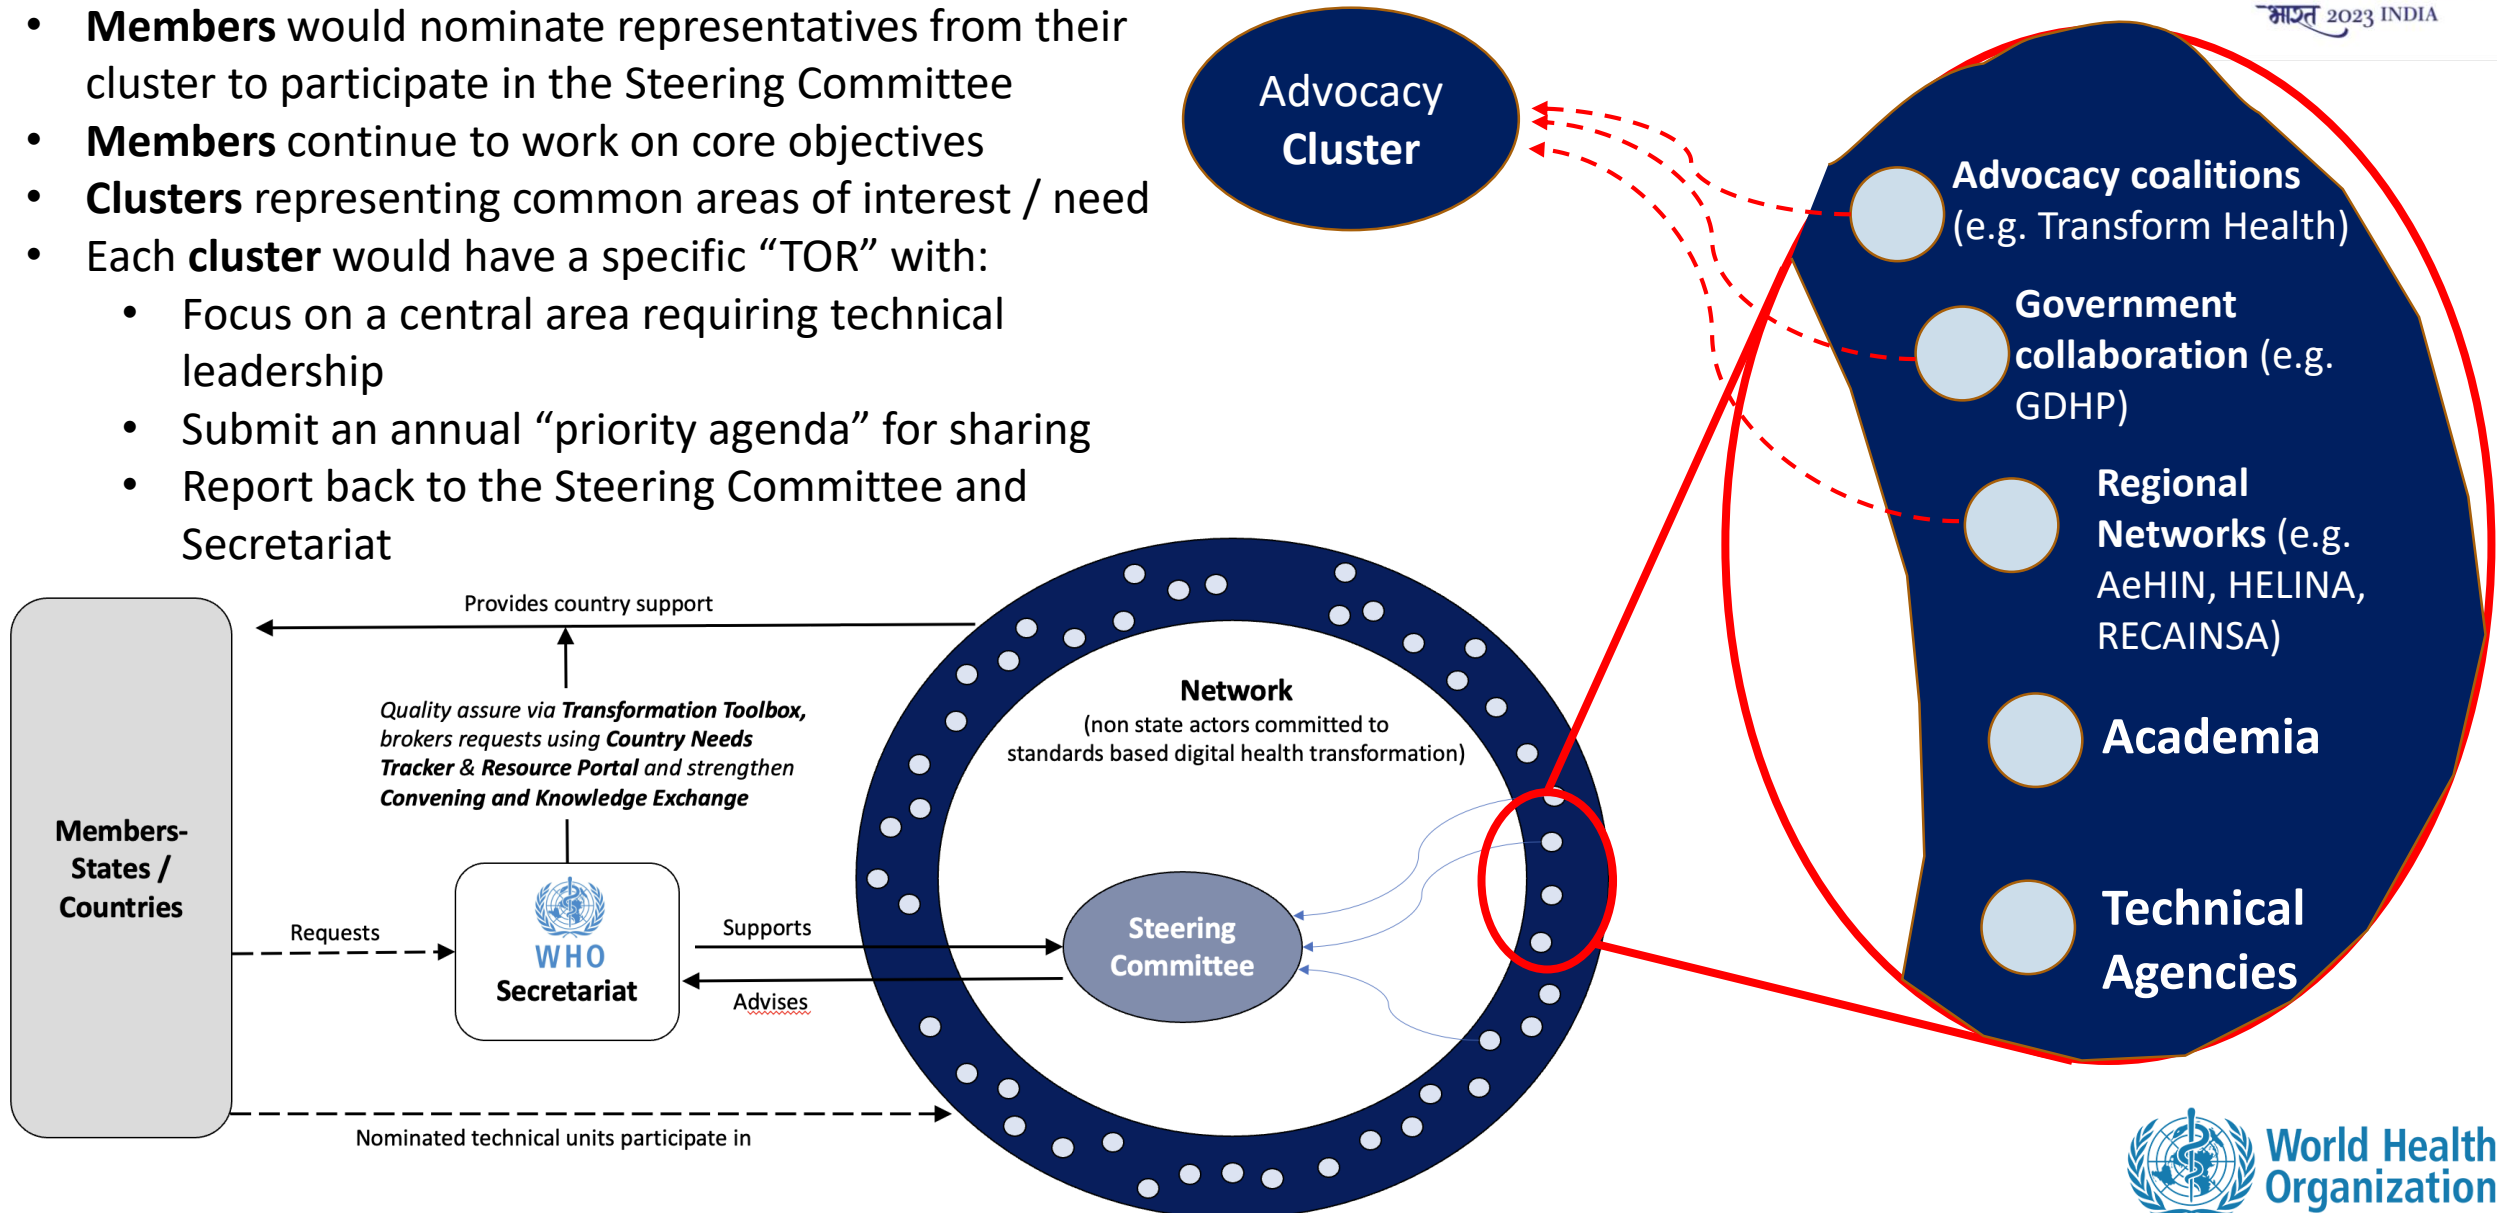 • Members would nominate representatives from their
cluster to participate in the Steering Committee
• Members continue to work on core objectives
• Clusters representing common areas of interest / need
• Each cluster would have a specific “TOR” with:
• Focus on a central area requiring technical
leadership
• Submit an annual “priority agenda” for sharing
• Report back to the Steering Committee and
Secretariat
भारत 2023 INDIA
Advocacy
Cluster
Advocacy coalitions
(e.g. Transform Health)
Government
collaboration (e.g.
GDHP)
Regional
Networks (e.g.
AeHIN, HELINA,
RECAINSA)
Academia
Technical
Agencies
Provides country support
Quality assure via Transformation Toolbox,
brokers requests using Country Needs
Tracker & Resource Portal and strengthen
Convening and Knowledge Exchange
Members-
States /
Countries
Requests
WHO
Secretariat
Supports
Advises
Nominated technical units participate in
Network
(non state actors committed to
standards based digital health transformation)
Steering
Committee
World Health
Organization